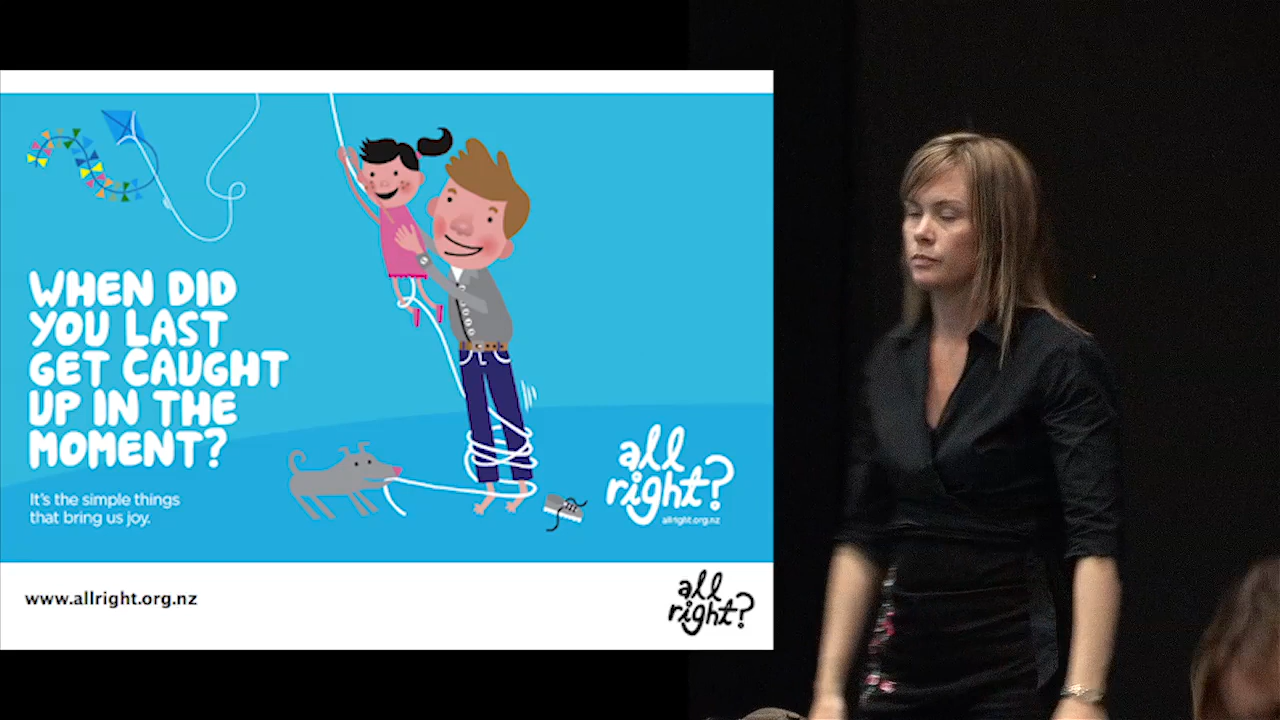 WHEN DID
YOU LAST
GET CAUGHT
UP IN THE
MOMENT?
It's the simple things
that bring us joy.
all
right?
allright.org.nz
www.allright.org.nz
all
right?